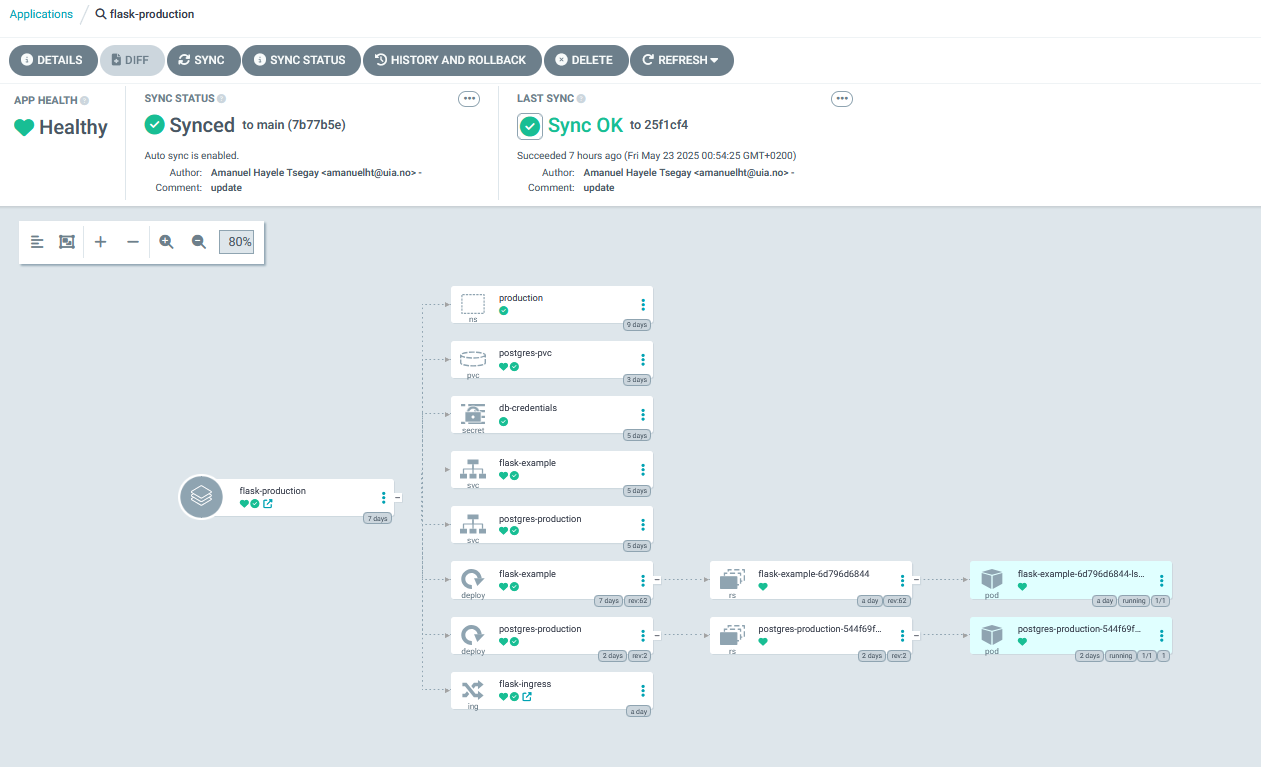 Applications flask-production
DETAILS DIFF SYNC SYNC STATUS HISTORY AND ROLLBACK DELETE REFRESH
APP HEALTH
Healthy
SYNC STATUS
Synced to main (7b77b5e)
Auto sync is enabled.
Author: Amanuel Hayele Tsegay <amanuelht@uia.no> -
Comment: update
LAST SYNC
Sync OK to 25f1cf4
Succeeded 7 hours ago (Fri May 23 2025 00:54:25 GMT+0200)
Author: Amanuel Hayele Tsegay <amanuelht@uia.no> -
Comment: update
80%
flask-production
7 days
production
ns
9 days
postgres-pvc
pvc
3 days
db-credentials
secret
5 days
flask-example
svc
5 days
postgres-production
svc
5 days
flask-example
deploy
7 days rev:62
flask-example-6d796d6844
rs
a day rev:62
flask-example-6d796d6844-ls...
pod
a day running 1/1
postgres-production
deploy
2 days rev:2
postgres-production-544f69f...
rs
2 days rev:2
postgres-production-544f69f...
pod
2 days running 1/1 1
flask-ingress
ing
a day